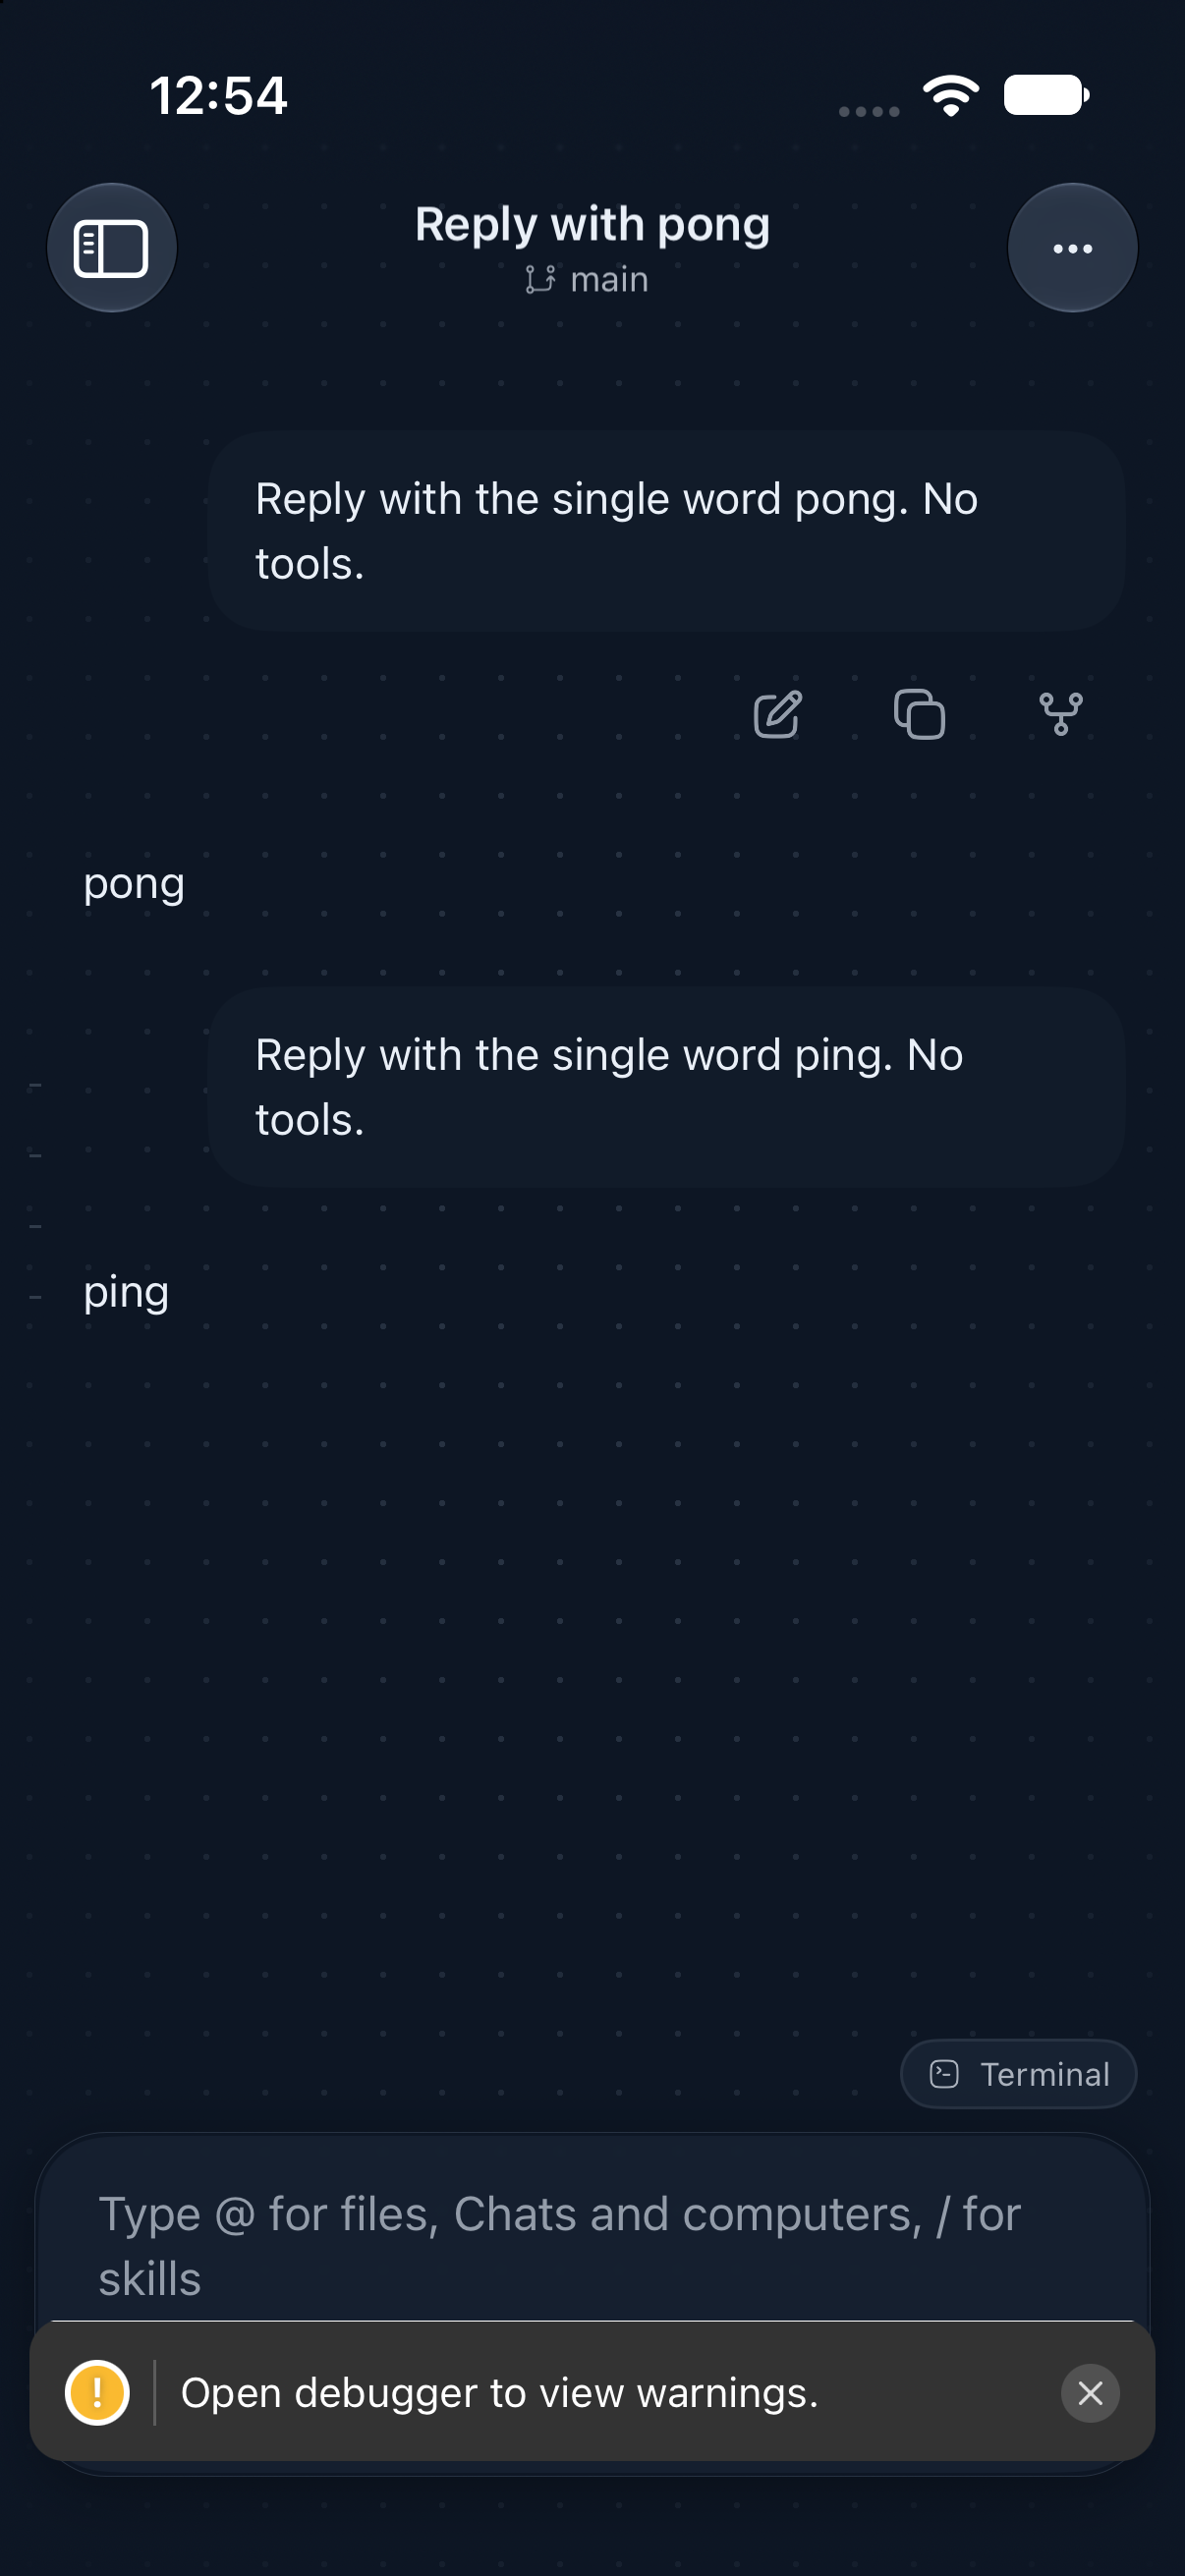 12:54
Reply with pong
main
Reply with the single word pong. No
tools.
pong
Reply with the single word ping. No
tools.
ping
Terminal
Type @ for files, Chats and computers, / for
skills
! Open debugger to view warnings.